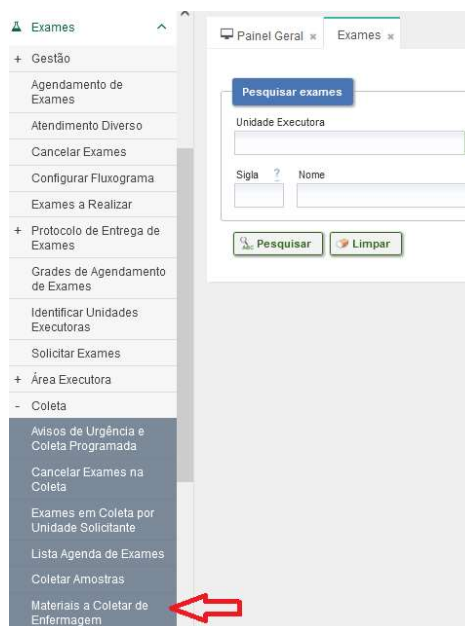 Exames
+ Gestão
Agendamento de
Exames
Atendimento Diverso
Cancelar Exames
Configurar Fluxograma
Exames a Realizar
+ Protocolo de Entrega de
Exames
Grades de Agendamento
de Exames
Identificar Unidades
Executoras
Solicitar Exames
+ Área Executora
- Coleta
Avisos de Urgência e
Coleta Programada
Cancelar Exames na
Coleta
Exames em Coleta por
Unidade Solicitante
Lista Agenda de Exames
Coletar Amostras
Materiais a Coletar de
Enfermagem
Painel Geral × Exames ×
Pesquisar exames
Unidade Executora
Sigla ? Nome
Pesquisar Limpar